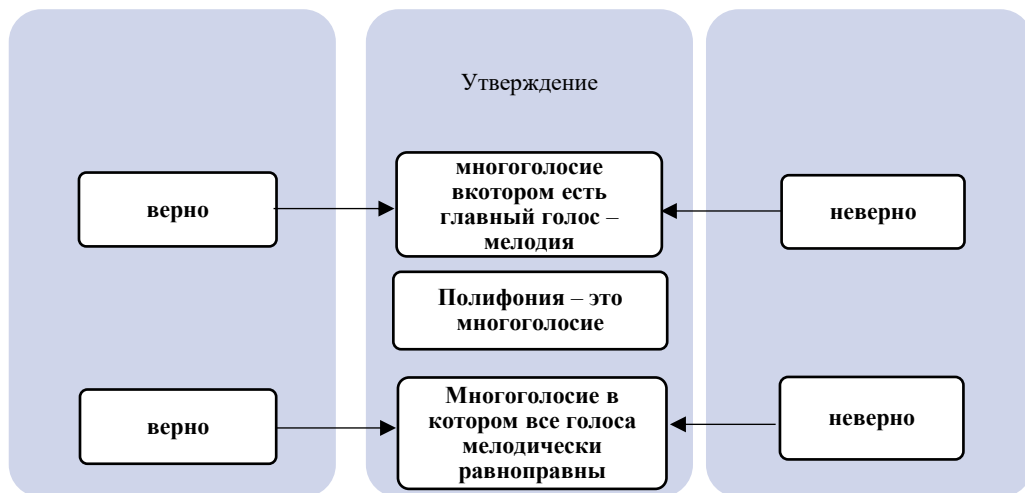 Утверждение
верно
многоголосие
вкотором есть
главный голос –
мелодия
неверно
Полифония – это
многоголосие
верно
Многоголосие в
котором все голоса
мелодически
равноправны
неверно